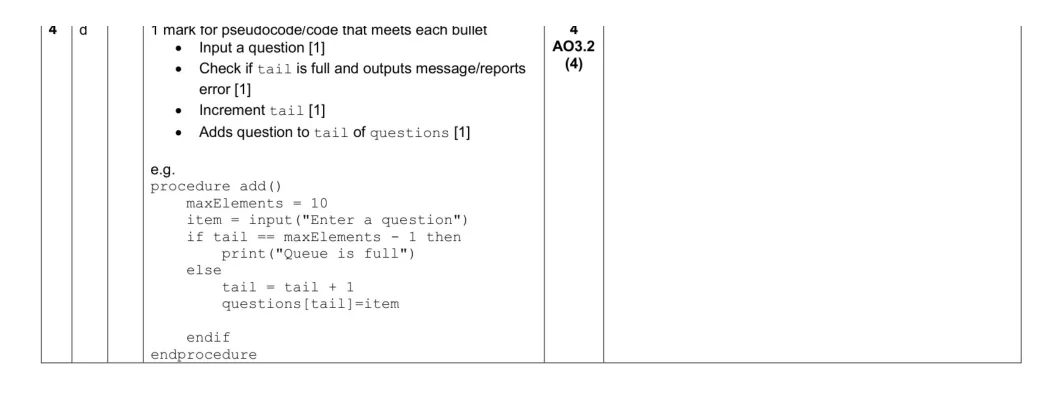 4 d 1 mark for pseudocode/code that meets each bullet 4
• Input a question [1] AO3.2
• Check if tail is full and outputs message/reports (4)
error [1]
• Increment tail [1]
• Adds question to tail of questions [1]
e.g.
procedure add()
maxElements = 10
item = input("Enter a question")
if tail == maxElements - 1 then
print("Queue is full")
else
tail = tail + 1
questions[tail]=item
endif
endprocedure